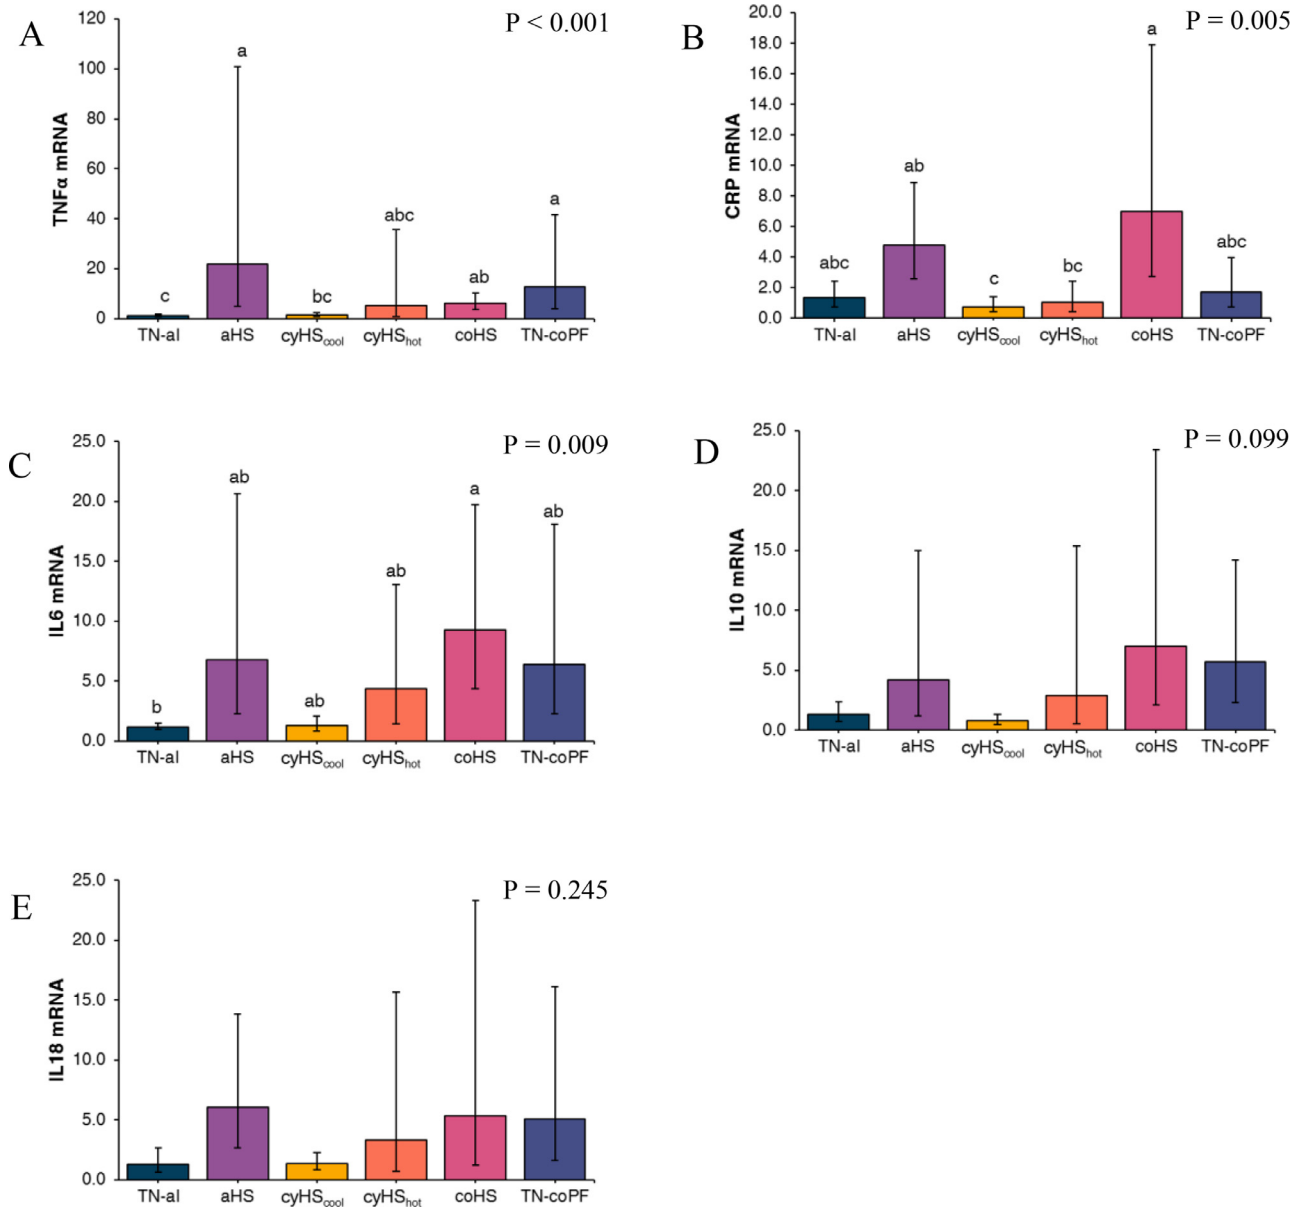 A
P < 0.001
TNFα mRNA
120
100
80
60
40
20
0
a
c
bc
abc
ab
a
TN-al
aHS
cyHScool
cyHShot
coHS
TN-coPF
B
P = 0.005
CRP mRNA
20.0
18.0
16.0
14.0
12.0
10.0
8.0
6.0
4.0
2.0
0.0
abc
ab
c
bc
a
abc
TN-al
aHS
cyHScool
cyHShot
coHS
TN-coPF
C
P = 0.009
IL6 mRNA
25.0
20.0
15.0
10.0
5.0
0.0
b
ab
ab
ab
a
ab
TN-al
aHS
cyHScool
cyHShot
coHS
TN-coPF
D
P = 0.099
IL10 mRNA
25.0
20.0
15.0
10.0
5.0
0.0
TN-al
aHS
cyHScool
cyHShot
coHS
TN-coPF
E
P = 0.245
IL18 mRNA
25.0
20.0
15.0
10.0
5.0
0.0
TN-al
aHS
cyHScool
cyHShot
coHS
TN-coPF